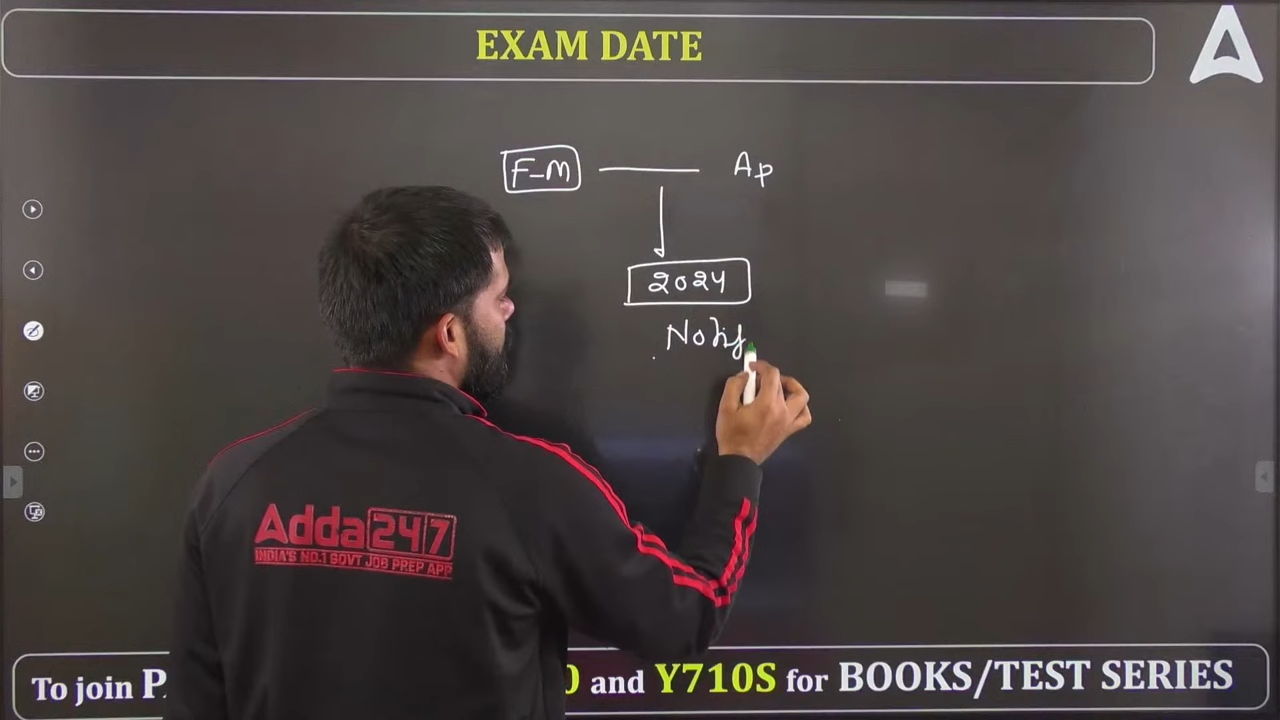 EXAM DATE
F-M Ap
2024
Notify
Adda247
INDIA'S NO.1 GOVT JOB PREP APP
To join P 0 and Y710S for BOOKS/TEST SERIES